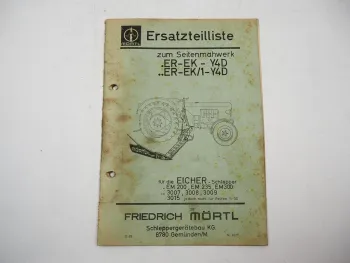 Ersatzteilliste
zum Seitenmähwerk
..ER-EK - Y4D
..ER-EK/1-Y4D
für die EICHER-Schlepper
EM 200, EM 235, EM 300
3007, 3008, 3009
3015
FRIEDRICH MÖRTL
Schleppergerätebau KG
8780 Gemünden/M.